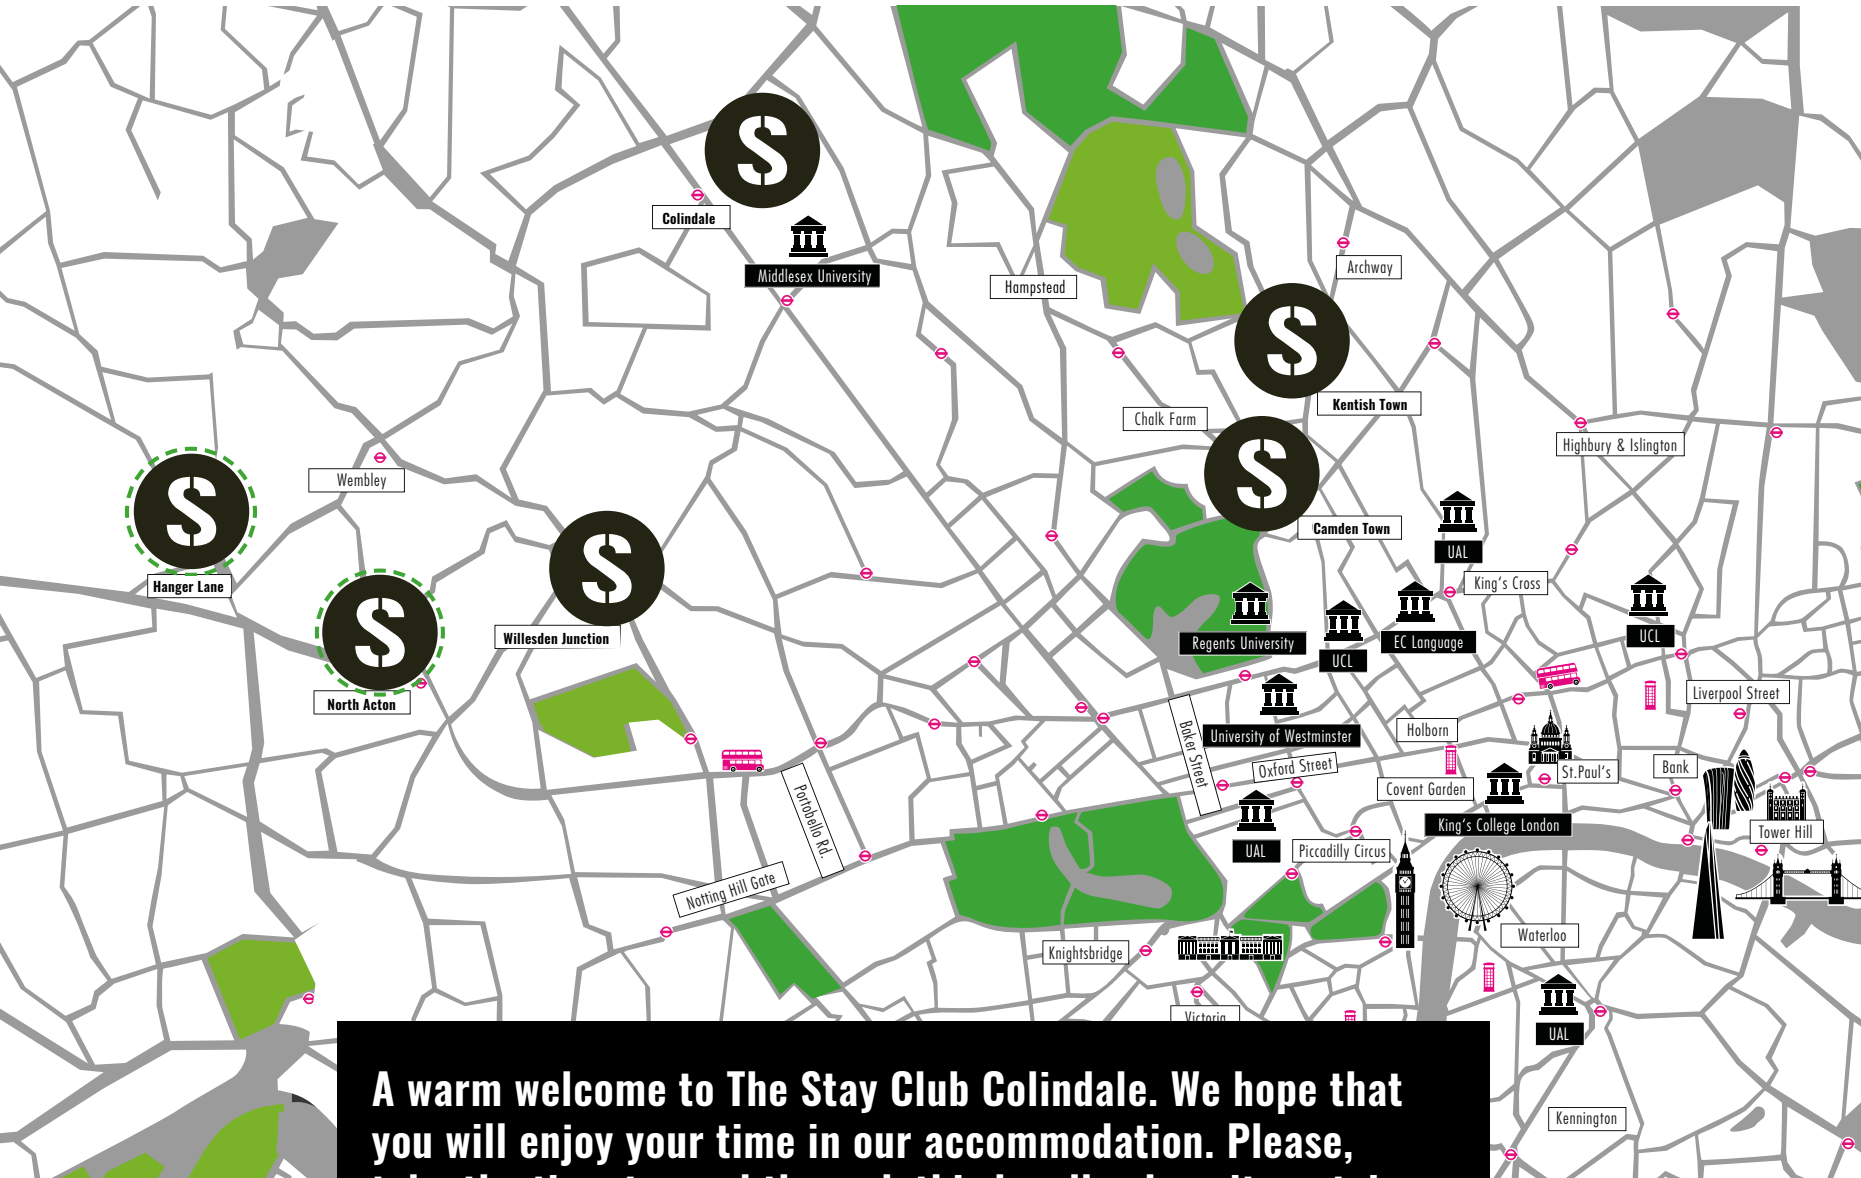 S
Colindale
Middlesex University
Hampstead
Archway
S
Kentish Town
Chalk Farm
S
Camden Town
Highbury & Islington
Wembley
S
Hanger Lane
S
Willesden Junction
S
North Acton
UAL
King's Cross
Regents University
UCL
EC Language
UCL
Liverpool Street
Baker Street
University of Westminster
Oxford Street
Holborn
St.Paul's
Bank
Covent Garden
King's College London
Tower Hill
Portobello Rd.
Notting Hill Gate
UAL
Piccadilly Circus
Knightsbridge
Waterloo
Victoria
UAL
Kennington
A warm welcome to The Stay Club Colindale. We hope that
you will enjoy your time in our accommodation. Please,